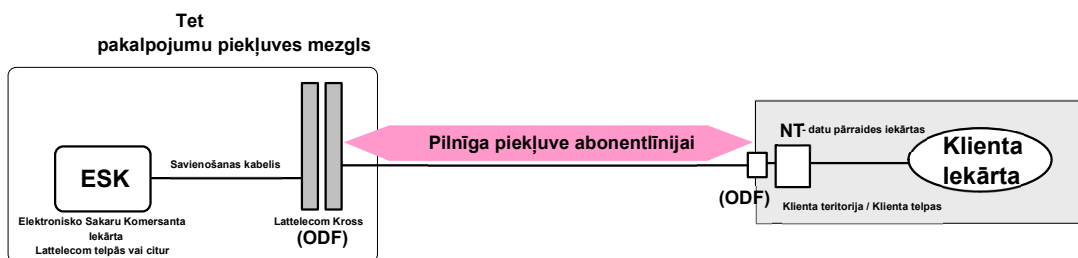 Tet
pakalpojumu piekļuves mezgls
Pilnīga piekļuve abonentlīnijai
NT- datu pārraides iekārtas
Klienta
Iekārta
Savienošanas kabelis
ESK
(ODF)
Klienta teritorija / Klienta telpas
Elektronisko Sakaru Komersanta
Iekārta
Lattelecom telpās vai citur
Lattelecom Kross
(ODF)